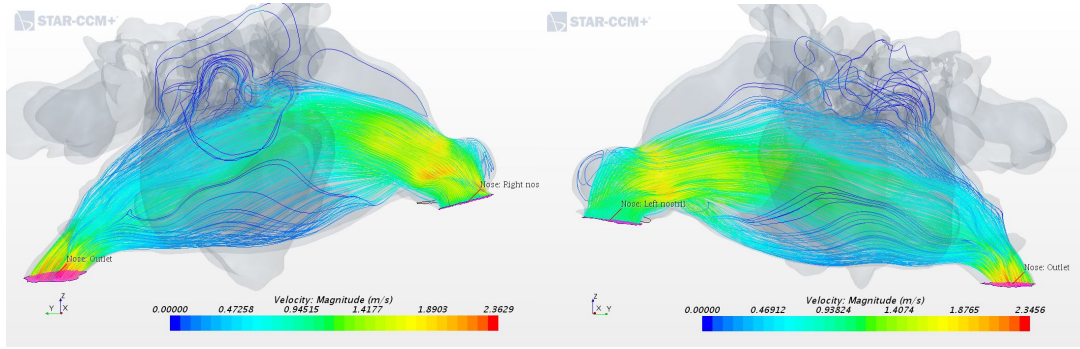 STAR-CCM+
Nose: Right nos
Nose: Outlet
Z
Y X
Velocity: Magnitude (m/s)
0.00000 0.47258 0.94515 1.4177 1.8903 2.3629
STAR-CCM+
Nose: Left nostril
Nose: Outlet
Z
X Y
Velocity: Magnitude (m/s)
0.00000 0.46912 0.93824 1.4074 1.8765 2.3456